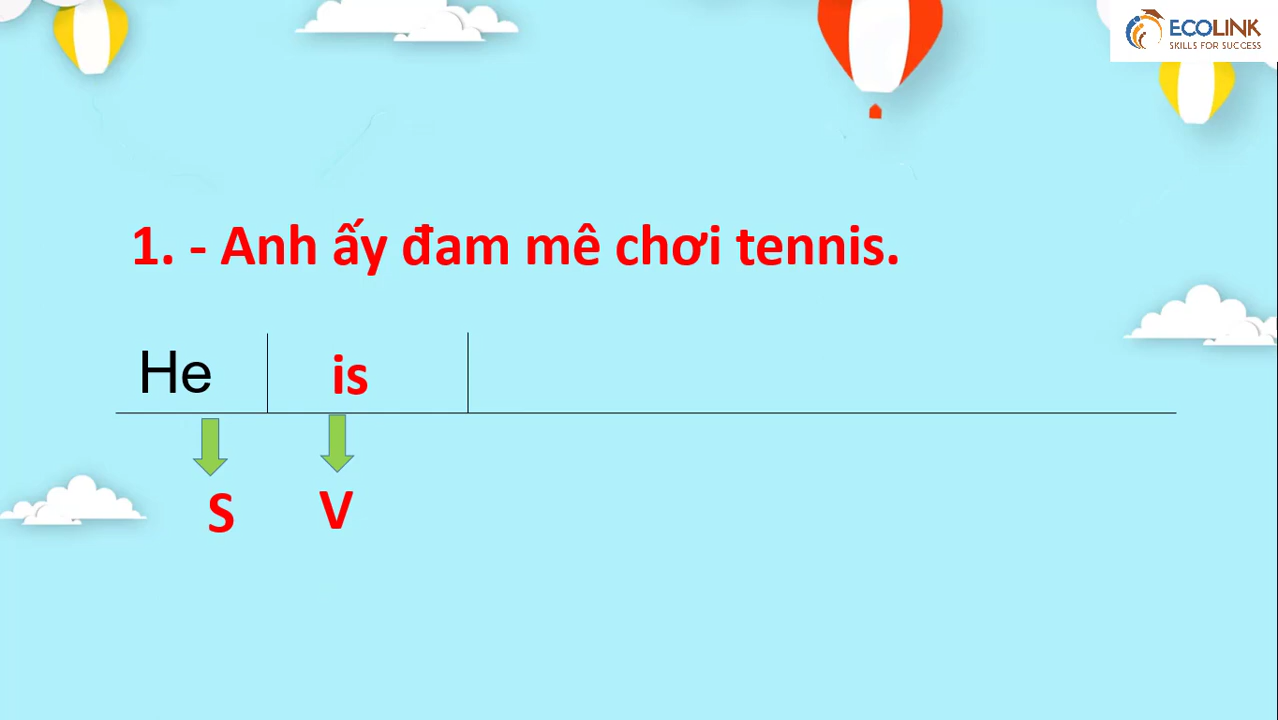 ECOLINK
SKILLS FOR SUCCESS
1. - Anh ấy đam mê chơi tennis.
He is
S V